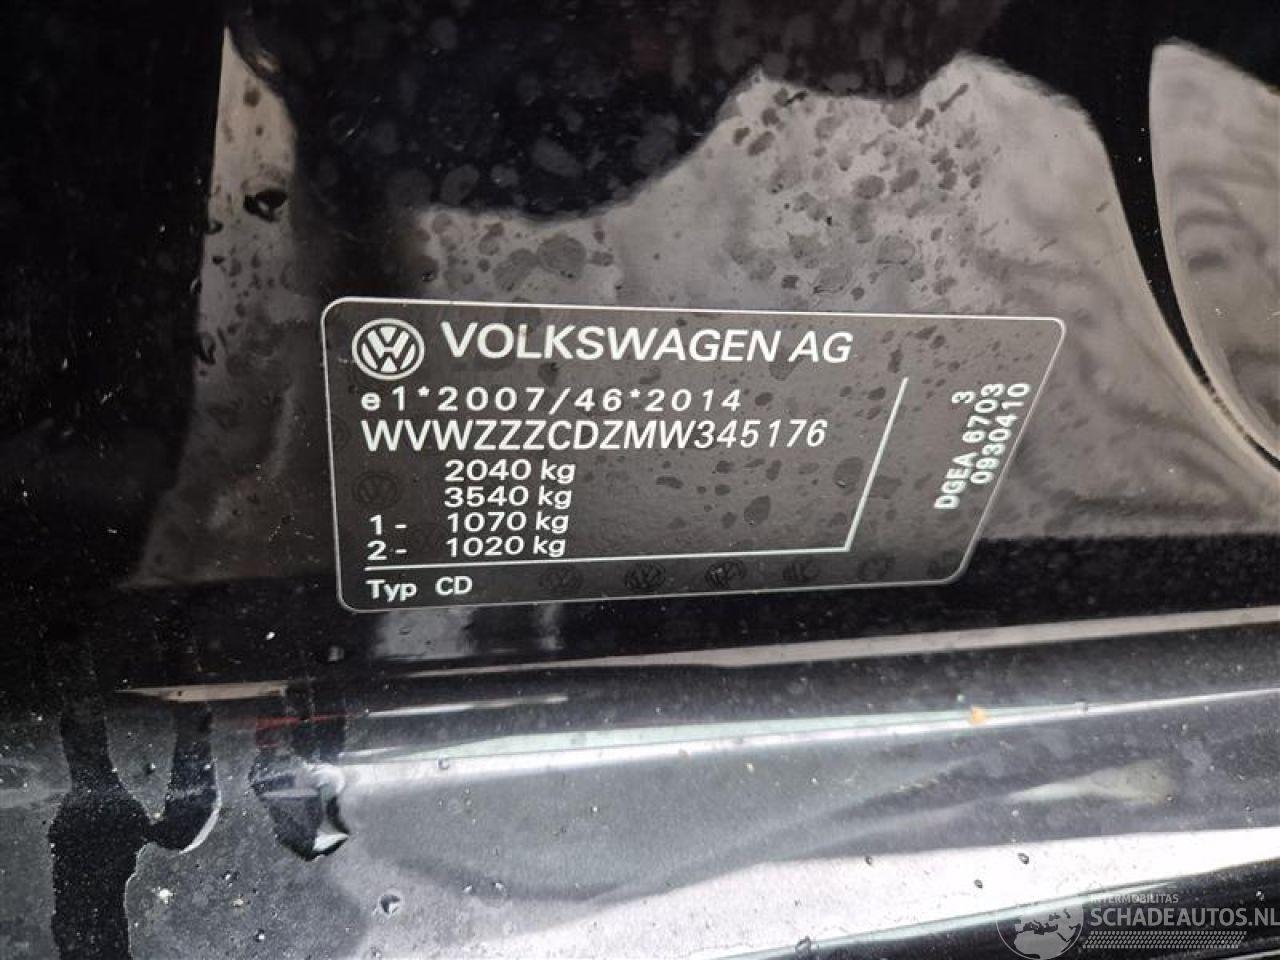 VOLKSWAGEN AG
e1*2007/46*2014
WVWZZZCDZMW345176
2040 kg
3540 kg
1- 1070 kg
2- 1020 kg
Typ CD
3
DGEA 6703
0930410
INTERMOBILITAS
SCHADEAUTOS.NL